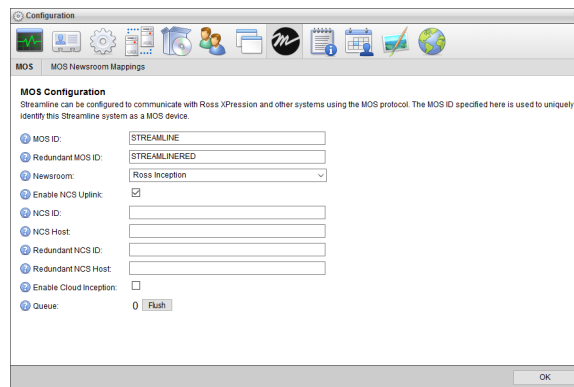 Configuration
MOS MOS Newsroom Mappings
MOS Configuration
Streamline can be configured to communicate with Ross XPression and other systems using the MOS protocol. The MOS ID specified here is used to uniquely
identify this Streamline system as a MOS device.
MOS ID: STREAMLINE
Redundant MOS ID: STREAMLINERED
Newsroom: Ross Inception
Enable NCS Uplink:
NCS ID:
NCS Host:
Redundant NCS ID:
Redundant NCS Host:
Enable Cloud Inception:
Queue: () Flush
OK